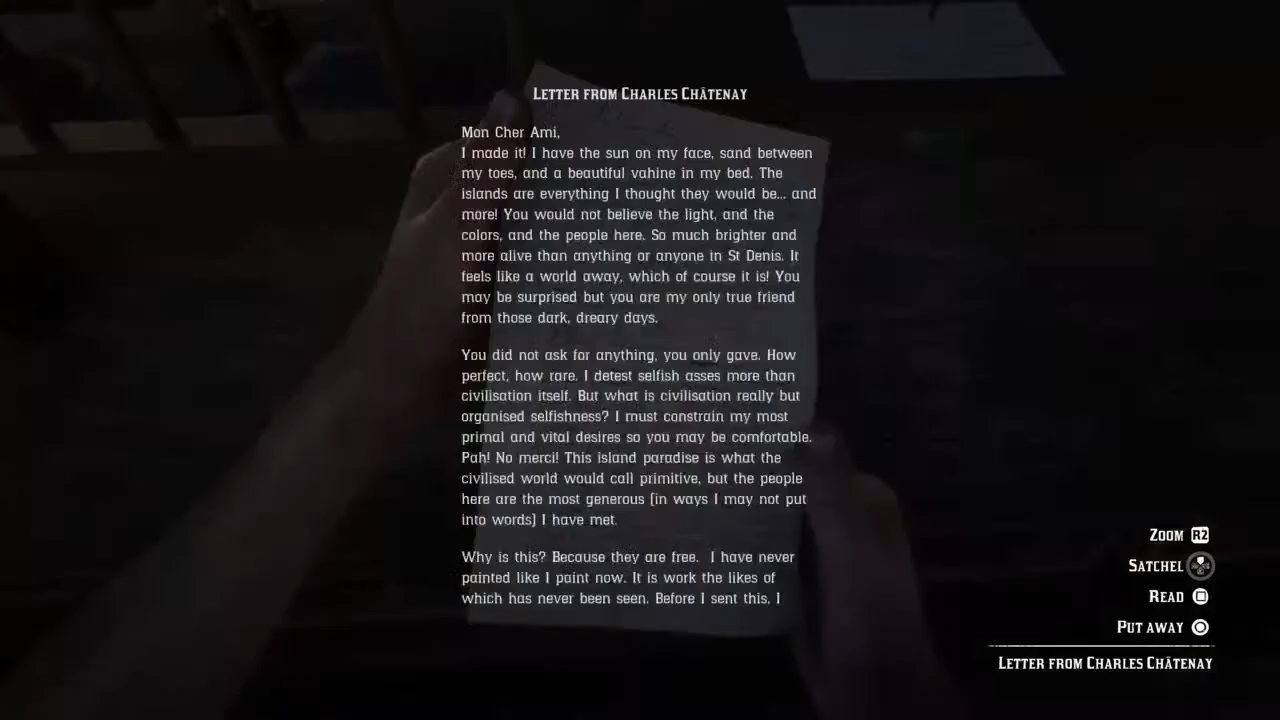 Letter from Charles Châtenay
Mon Cher Ami,
I made it! I have the sun on my face, sand between
my toes, and a beautiful vahine in my bed. The
islands are everything I thought they would be... and
more! You would not believe the light, and the
colors, and the people here. So much brighter and
more alive than anything or anyone in St Denis. It
feels like a world away, which of course it is! You
may be surprised but you are my only true friend
from those dark, dreary days.
You did not ask for anything, you only gave. How
perfect, how rare. I detest selfish asses more than
civilisation itself. But what is civilisation really but
organised selfishness? I must constrain my most
primal and vital desires so you may be comfortable.
Pah! No merci! This island paradise is what the
civilised world would call primitive, but the people
here are the most generous (in ways I may not put
into words) I have met.
Why is this? Because they are free. I have never
painted like I paint now. It is work the likes of
which has never been seen. Before I sent this, I
Zoom R2
Satchel
Read
Put away
Letter from Charles Châtenay